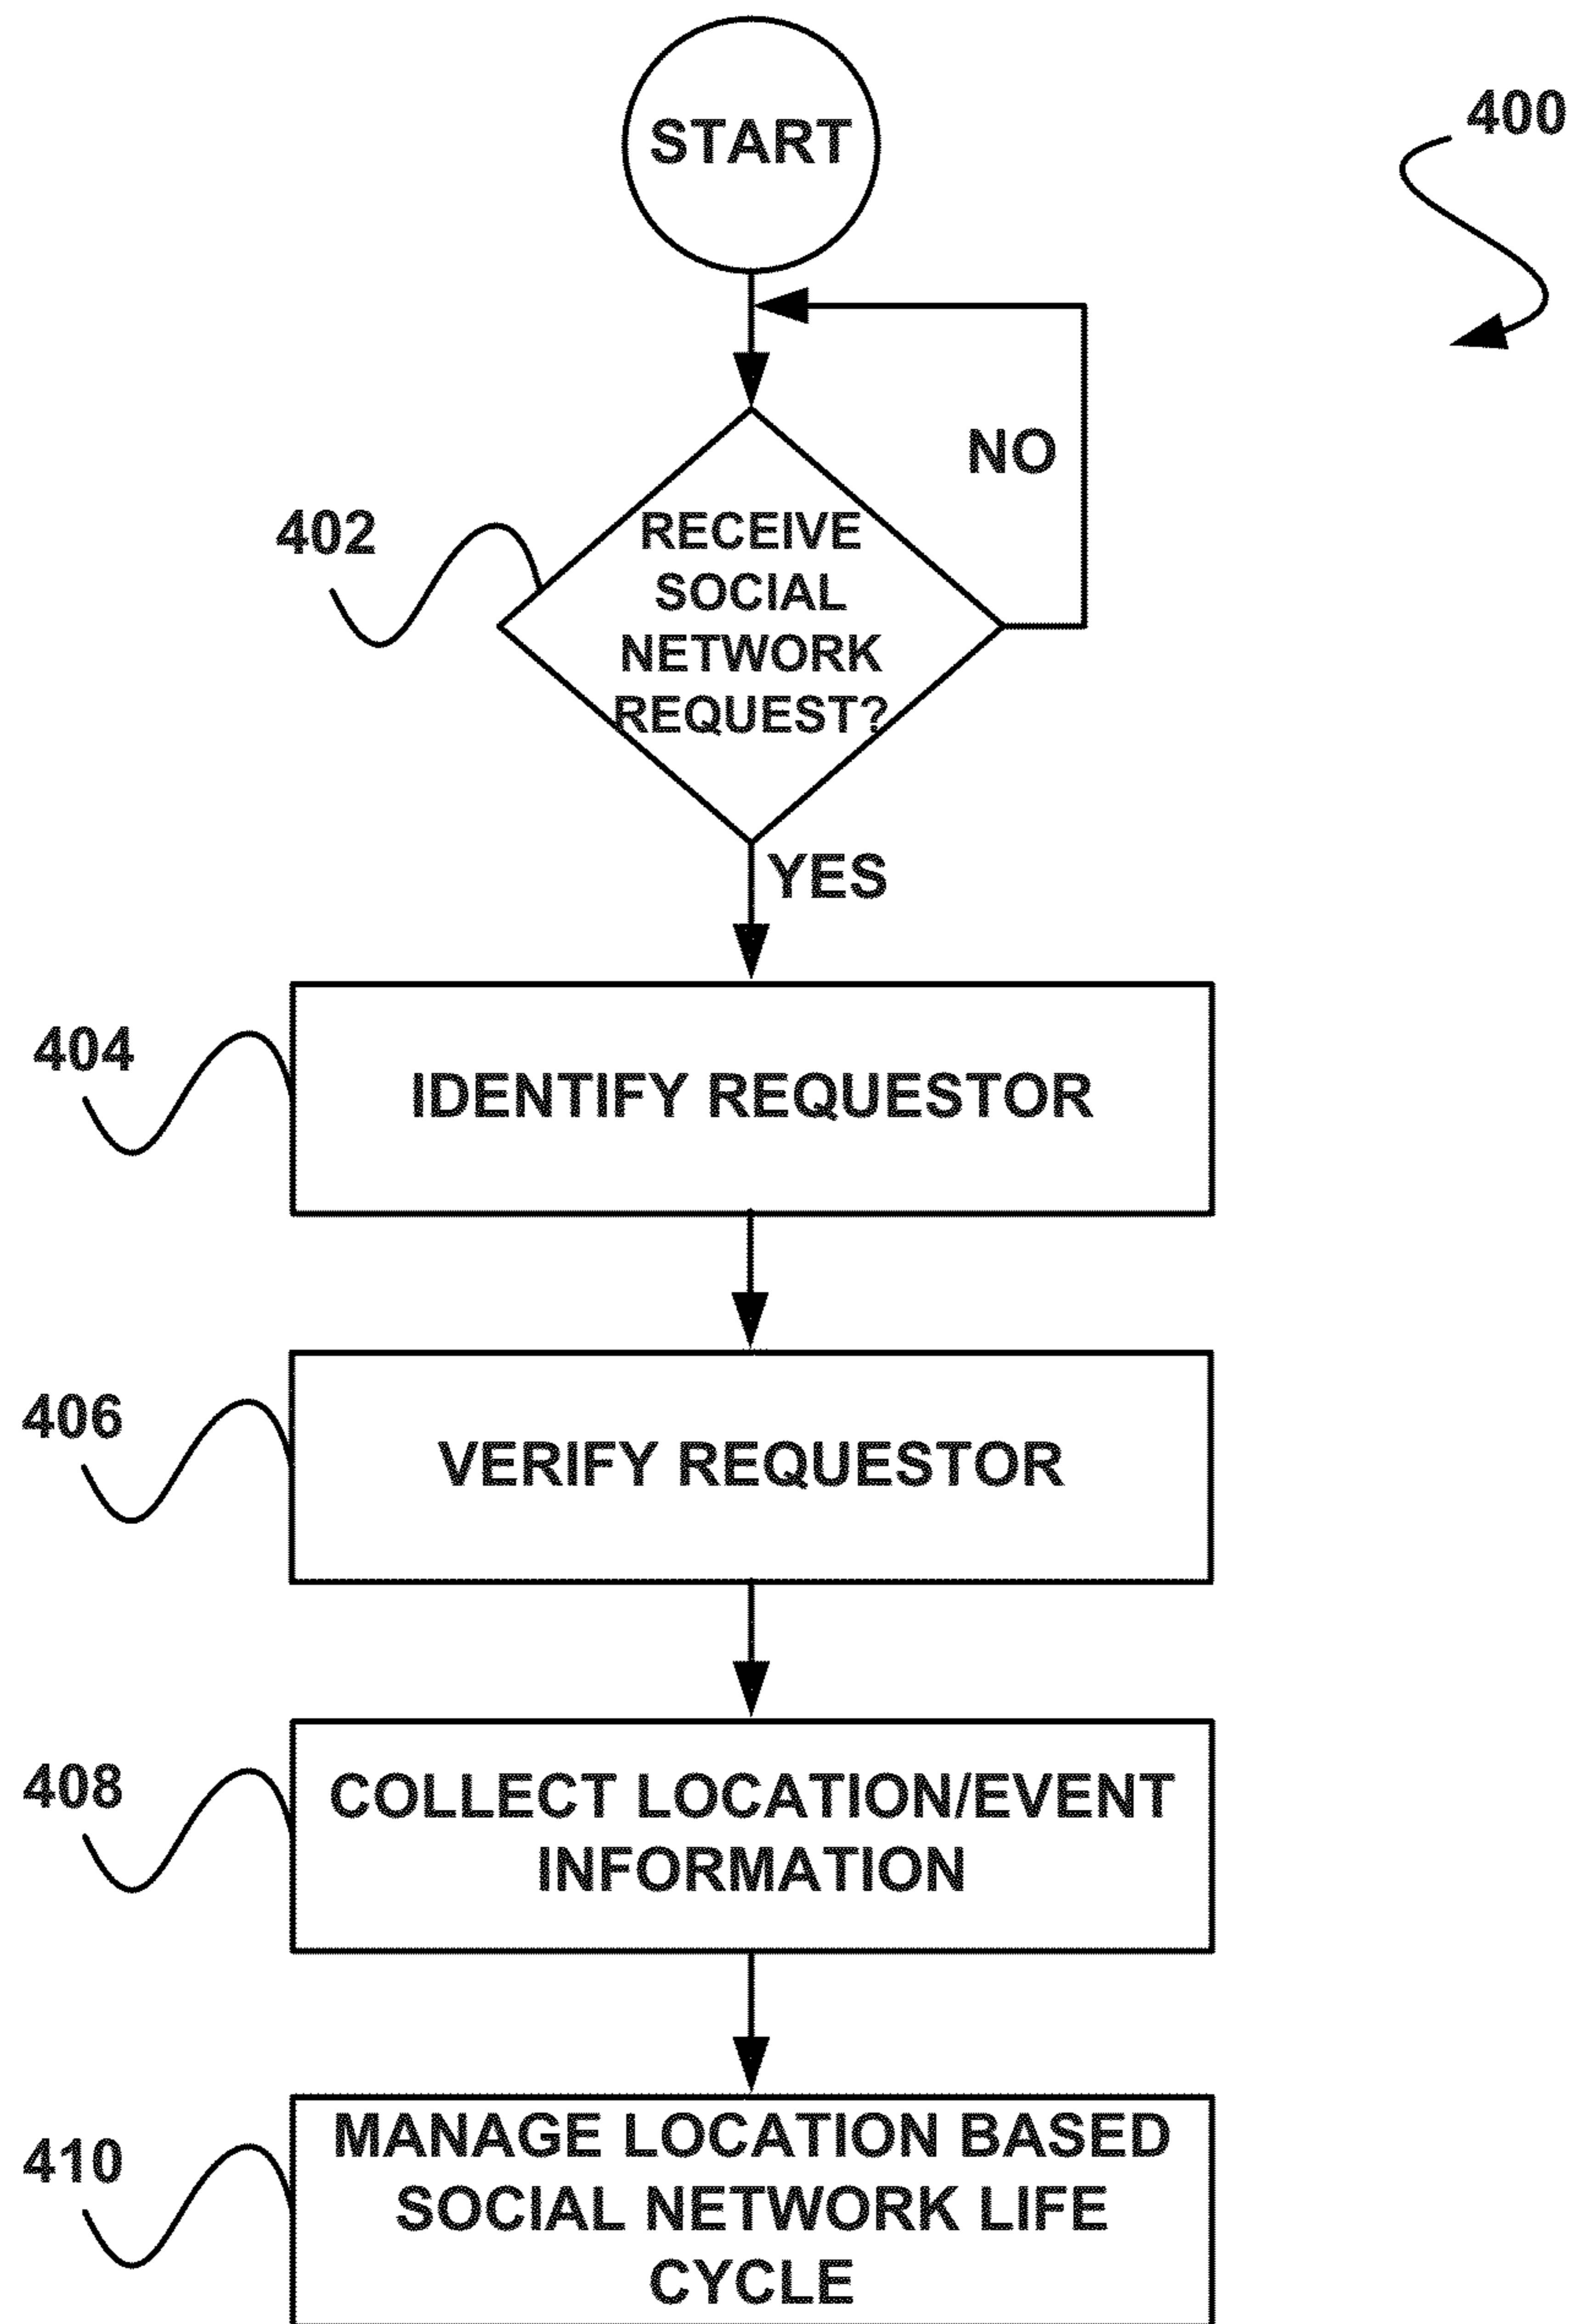 START
400
NO
402
RECEIVE
SOCIAL
NETWORK
REQUEST?
YES
404
IDENTIFY REQUESTOR
406
VERIFY REQUESTOR
408
COLLECT LOCATION/EVENT
INFORMATION
410
MANAGE LOCATION BASED
SOCIAL NETWORK LIFE
CYCLE